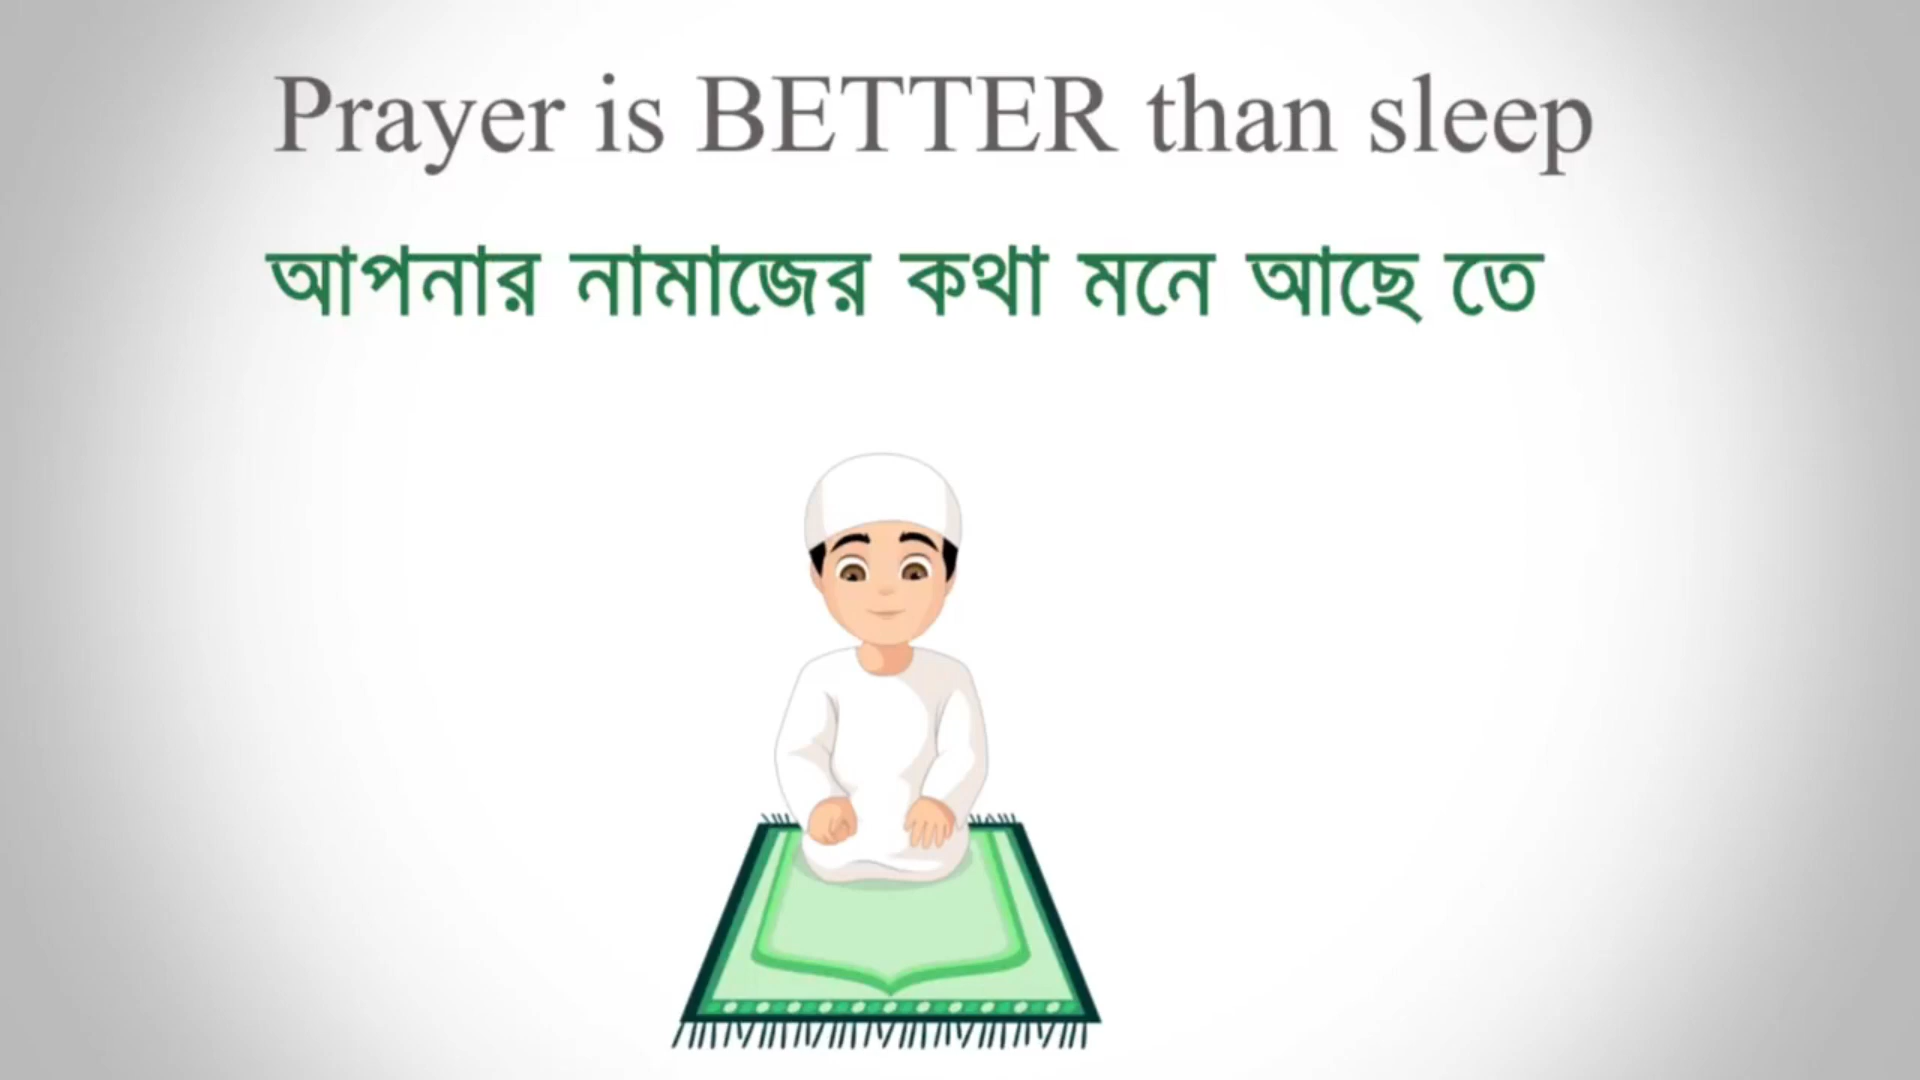 Prayer is BETTER than sleep
আপনার নামাজের কথা মনে আছে তে